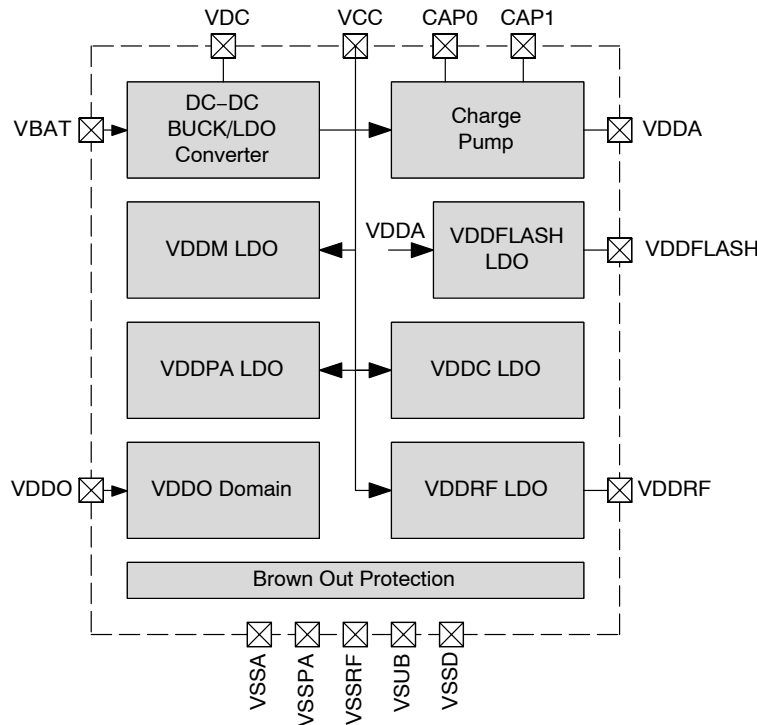 VDC VCC CAP0 CAP1
VBAT
DC–DC
BUCK/LDO
Converter
Charge
Pump
VDDA
VDDM LDO
VDDA
VDDFLASH
LDO
VDDFLASH
VDDPA LDO
VDDC LDO
VDDO
VDDO Domain
VDDRF LDO
VDDRF
Brown Out Protection
VSSA
VSSPA
VSSRF
VSUB
VSSD